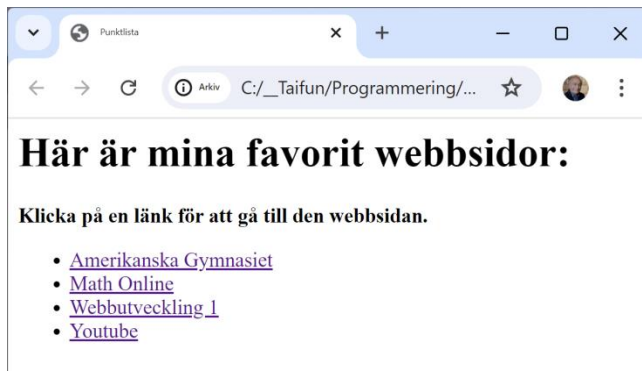 Punktlista
Arkiv C:/__Taifun/Programmering/...
Här är mina favorit webbsidor:
Klicka på en länk för att gå till den webbsidan.
• Amerikanska Gymnasiet
• Math Online
• Webbutveckling 1
• Youtube